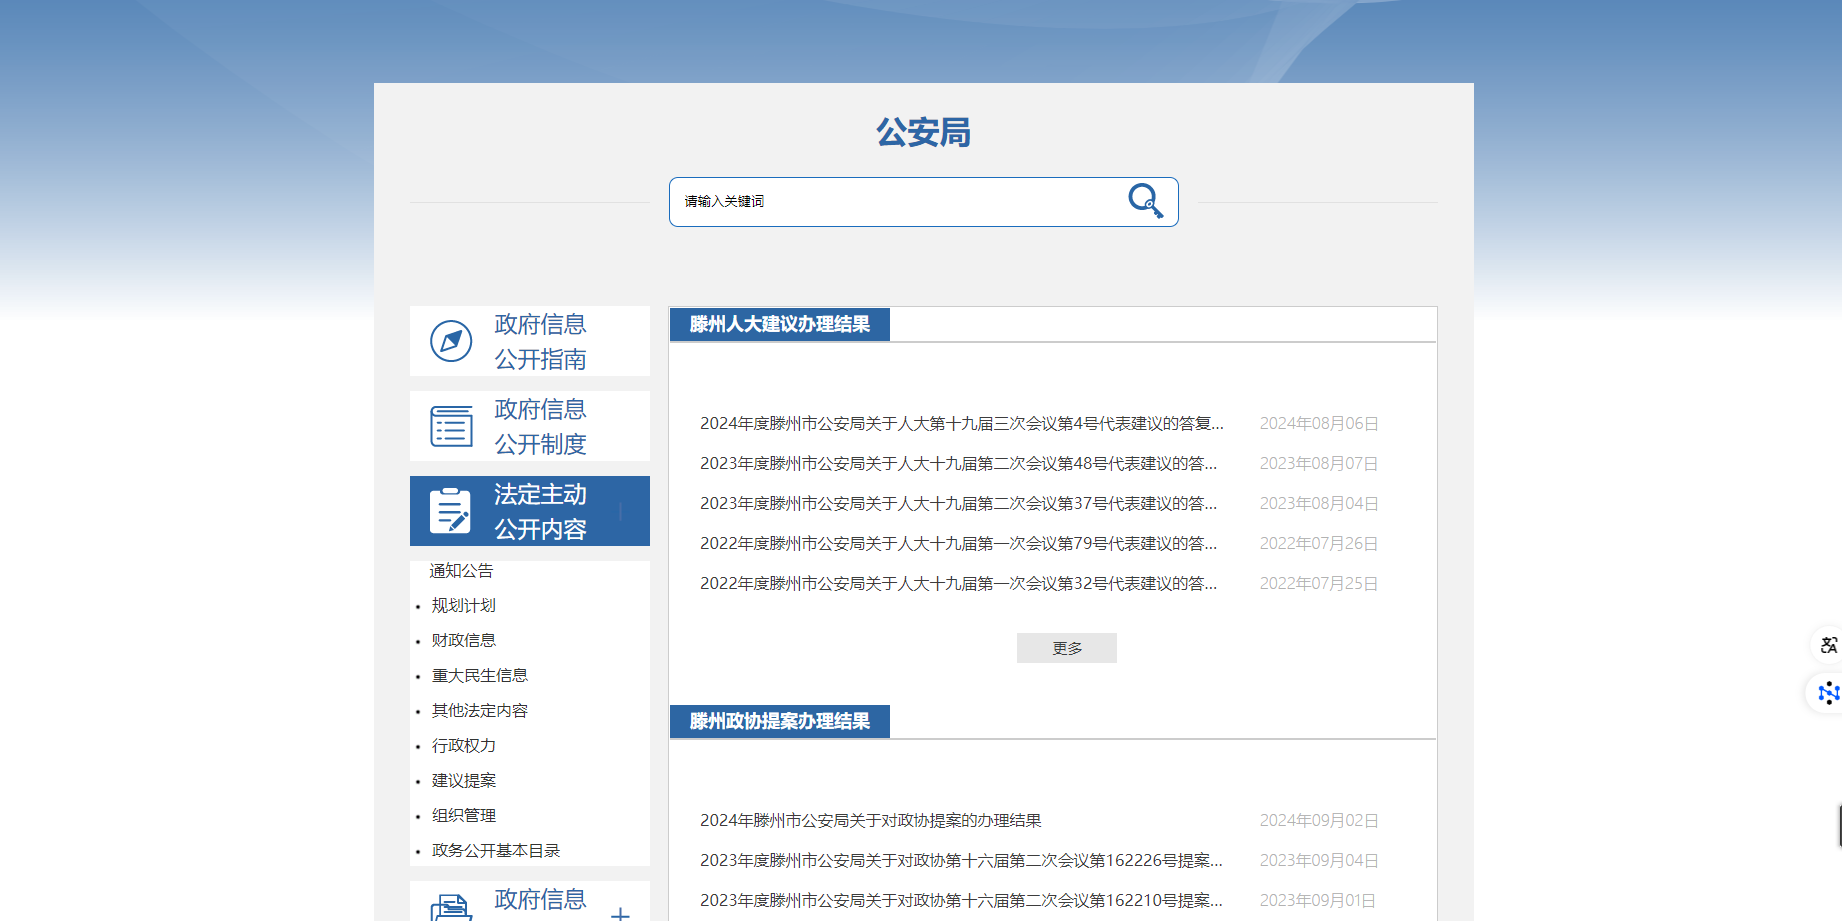 公安局
请输入关键词
政府信息
公开指南
政府信息
公开制度
法定主动
公开内容
通知公告
规划计划
财政信息
重大民生信息
其他法定内容
行政权力
建议提案
组织管理
政务公开基本目录
政府信息
滕州人大建议办理结果
2024年度滕州市公安局关于人大第十九届三次会议第4号代表建议的答复... 2024年08月06日
2023年度滕州市公安局关于人大十九届第二次会议第48号代表建议的答... 2023年08月07日
2023年度滕州市公安局关于人大十九届第二次会议第37号代表建议的答... 2023年08月04日
2022年度滕州市公安局关于人大十九届第一次会议第79号代表建议的答... 2022年07月26日
2022年度滕州市公安局关于人大十九届第一次会议第32号代表建议的答... 2022年07月25日
更多
滕州政协提案办理结果
2024年滕州市公安局关于对政协提案的办理结果 2024年09月02日
2023年度滕州市公安局关于对政协第十六届第二次会议第162226号提案... 2023年09月04日
2023年度滕州市公安局关于对政协第十六届第二次会议第162210号提案... 2023年09月01日